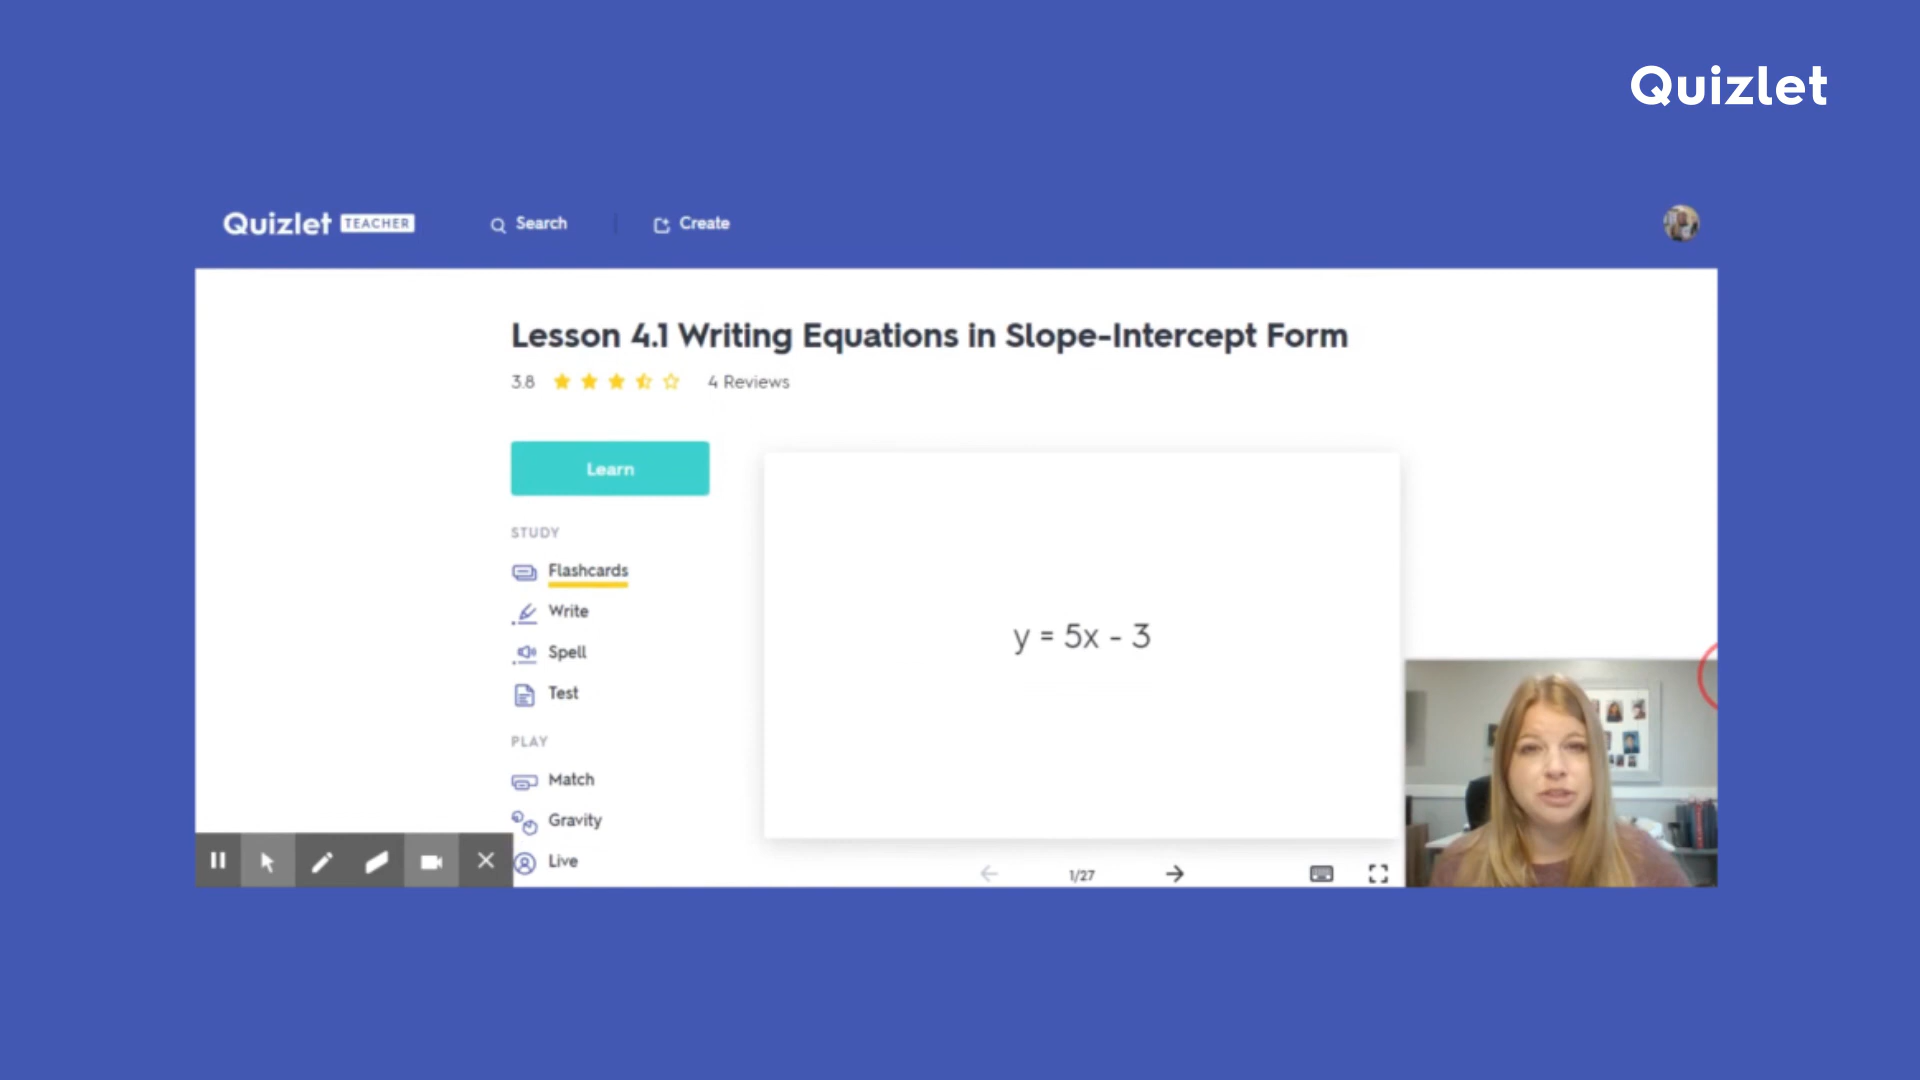 Quizlet
Quizlet TEACHER
Search
Create
Lesson 4.1 Writing Equations in Slope-Intercept Form
3.8
4 Reviews
Learn
STUDY
Flashcards
Write
Spell
Test
PLAY
Match
Gravity
Live
y = 5x - 3
1/27